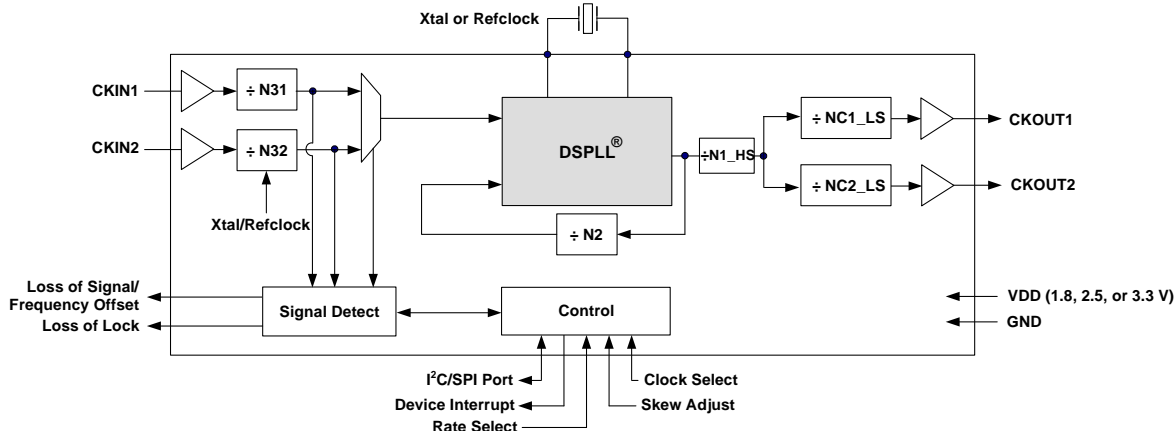 Xtal or Refclock
CKIN1
÷ N31
CKIN2
÷ N32
Xtal/Refclock
DSPLL®
÷N1_HS
÷ NC1_LS
CKOUT1
÷ NC2_LS
CKOUT2
÷ N2
Loss of Signal/
Frequency Offset
Loss of Lock
Signal Detect
Control
VDD (1.8, 2.5, or 3.3 V)
GND
I²C/SPI Port
Device Interrupt
Rate Select
Clock Select
Skew Adjust